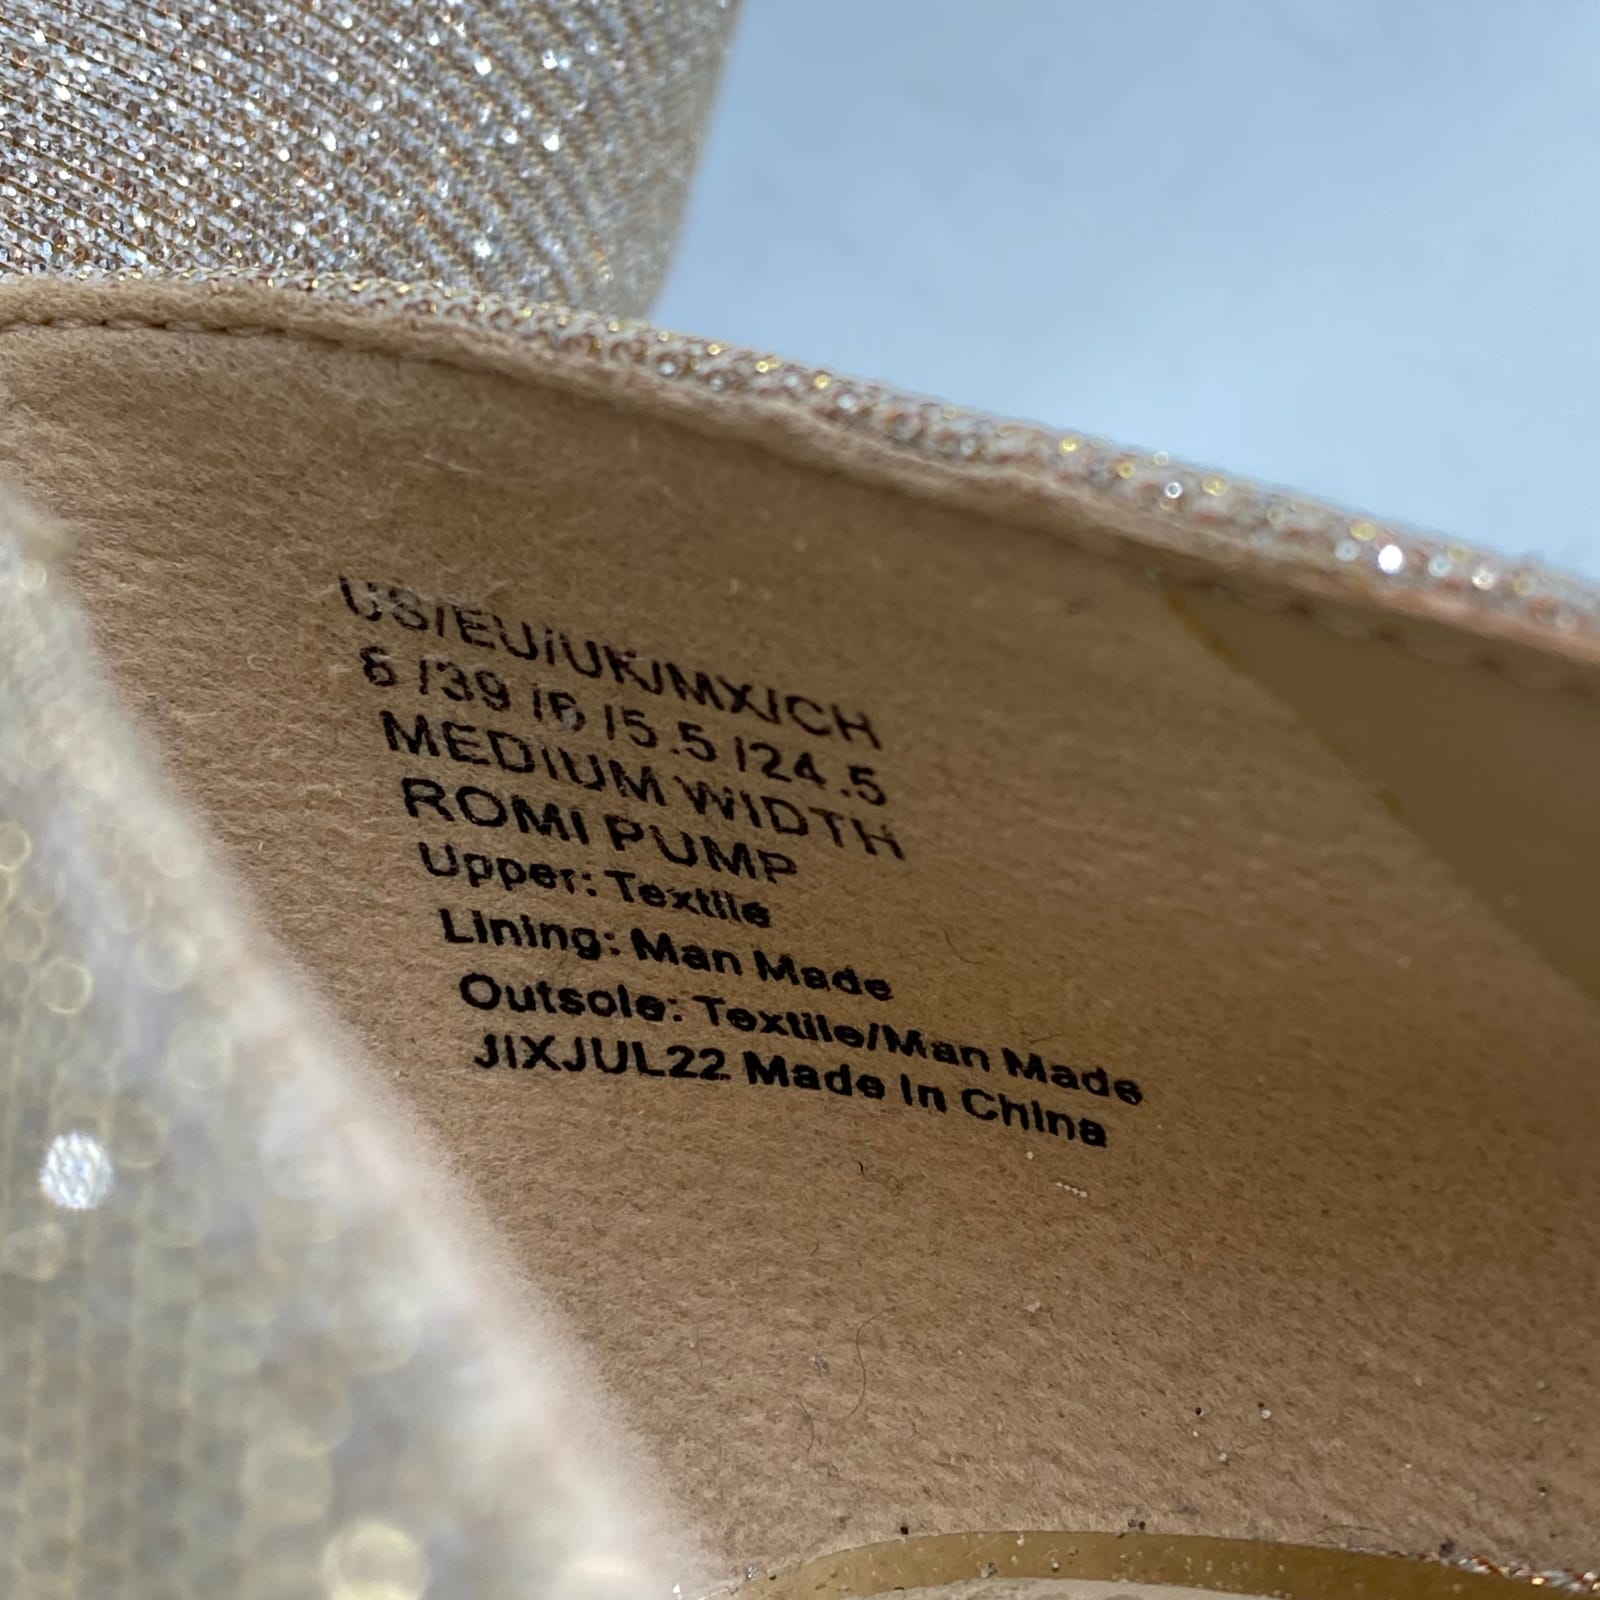 US/EU/UK/MX/CH
/39 /6 /5.5 /24.5
MEDIUM WIDTH
ROMI PUMP
Upper: Textile
Lining: Man Made
Outsole: Textile/Man Made
JIXJUL22 Made In China